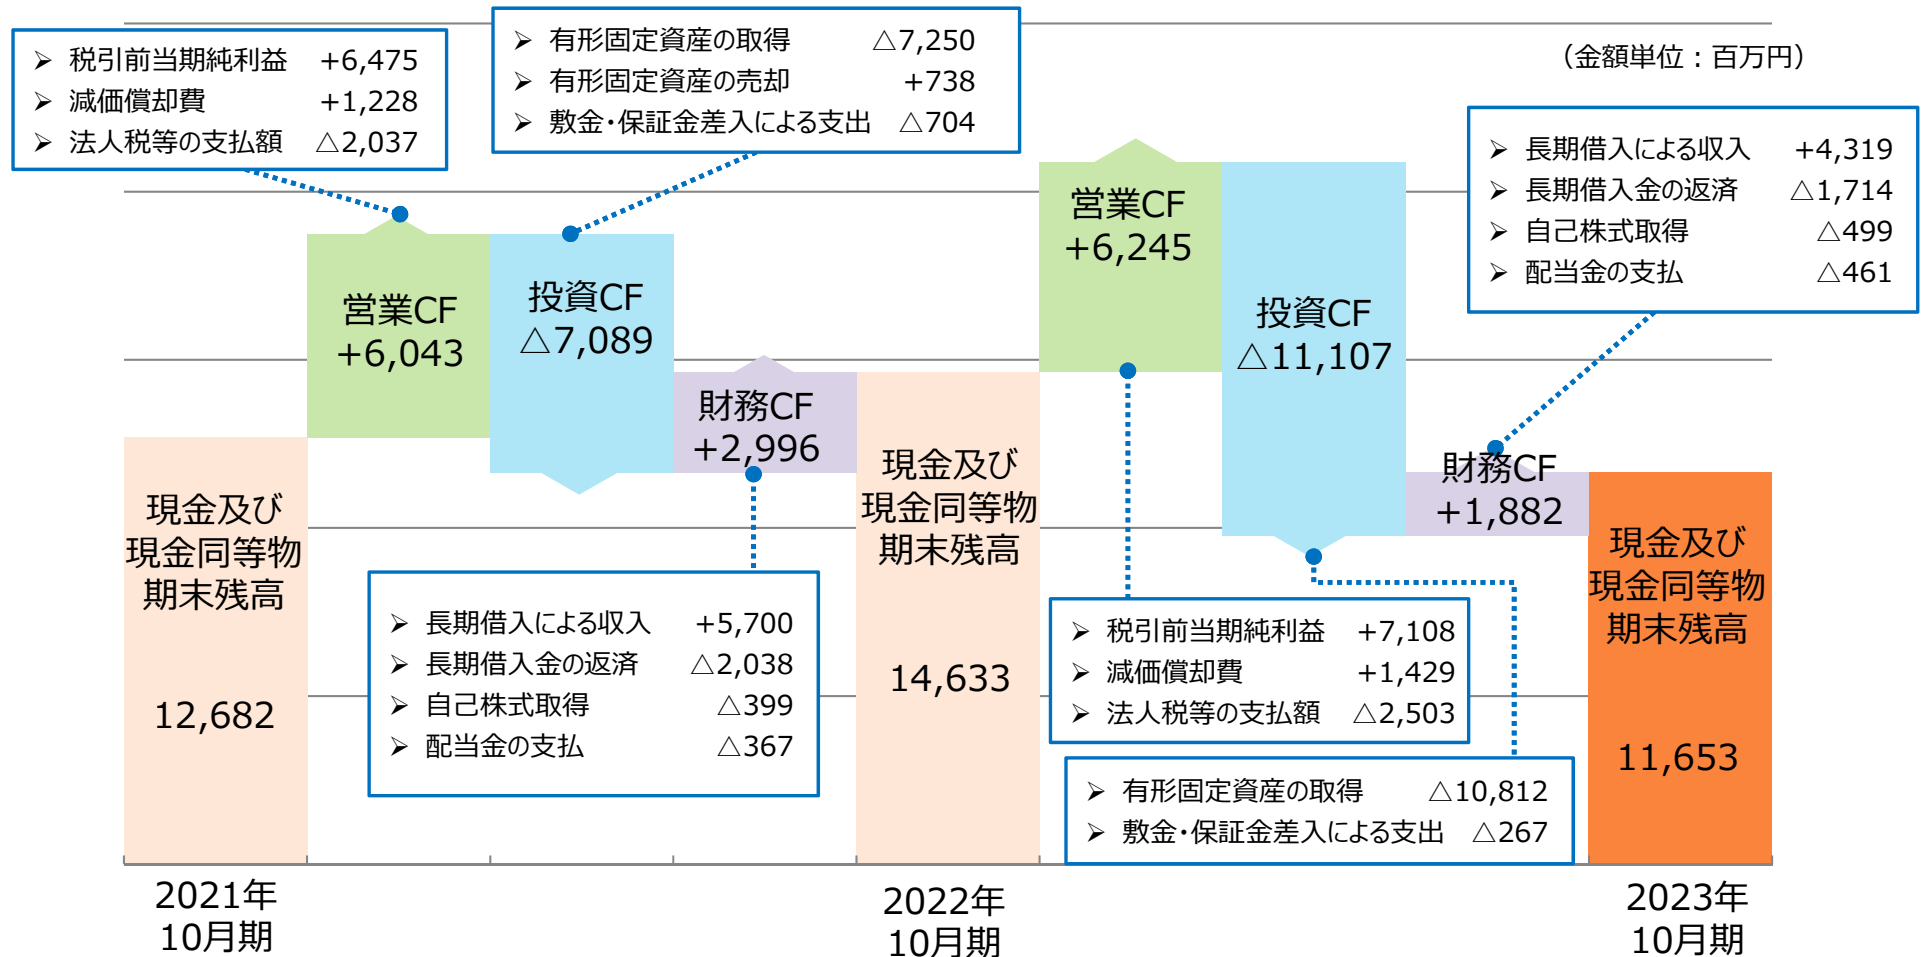 ➢ 税引前当期純利益 +6,475
➢ 減価償却費 +1,228
➢ 法人税等の支払額 △2,037
➢ 有形固定資産の取得 △7,250
➢ 有形固定資産の売却 +738
➢ 敷金・保証金差入による支出 △704
（金額単位：百万円）
➢ 長期借入による収入 +4,319
➢ 長期借入金の返済 △1,714
➢ 自己株式取得 △499
➢ 配当金の支払 △461
営業CF
+6,043
投資CF
△7,089
財務CF
+2,996
営業CF
+6,245
投資CF
△11,107
財務CF
+1,882
現金及び
現金同等物
期末残高
12,682
現金及び
現金同等物
期末残高
14,633
現金及び
現金同等物
期末残高
11,653
➢ 長期借入による収入 +5,700
➢ 長期借入金の返済 △2,038
➢ 自己株式取得 △399
➢ 配当金の支払 △367
➢ 税引前当期純利益 +7,108
➢ 減価償却費 +1,429
➢ 法人税等の支払額 △2,503
➢ 有形固定資産の取得 △10,812
➢ 敷金・保証金差入による支出 △267
2021年
10月期
2022年
10月期
2023年
10月期